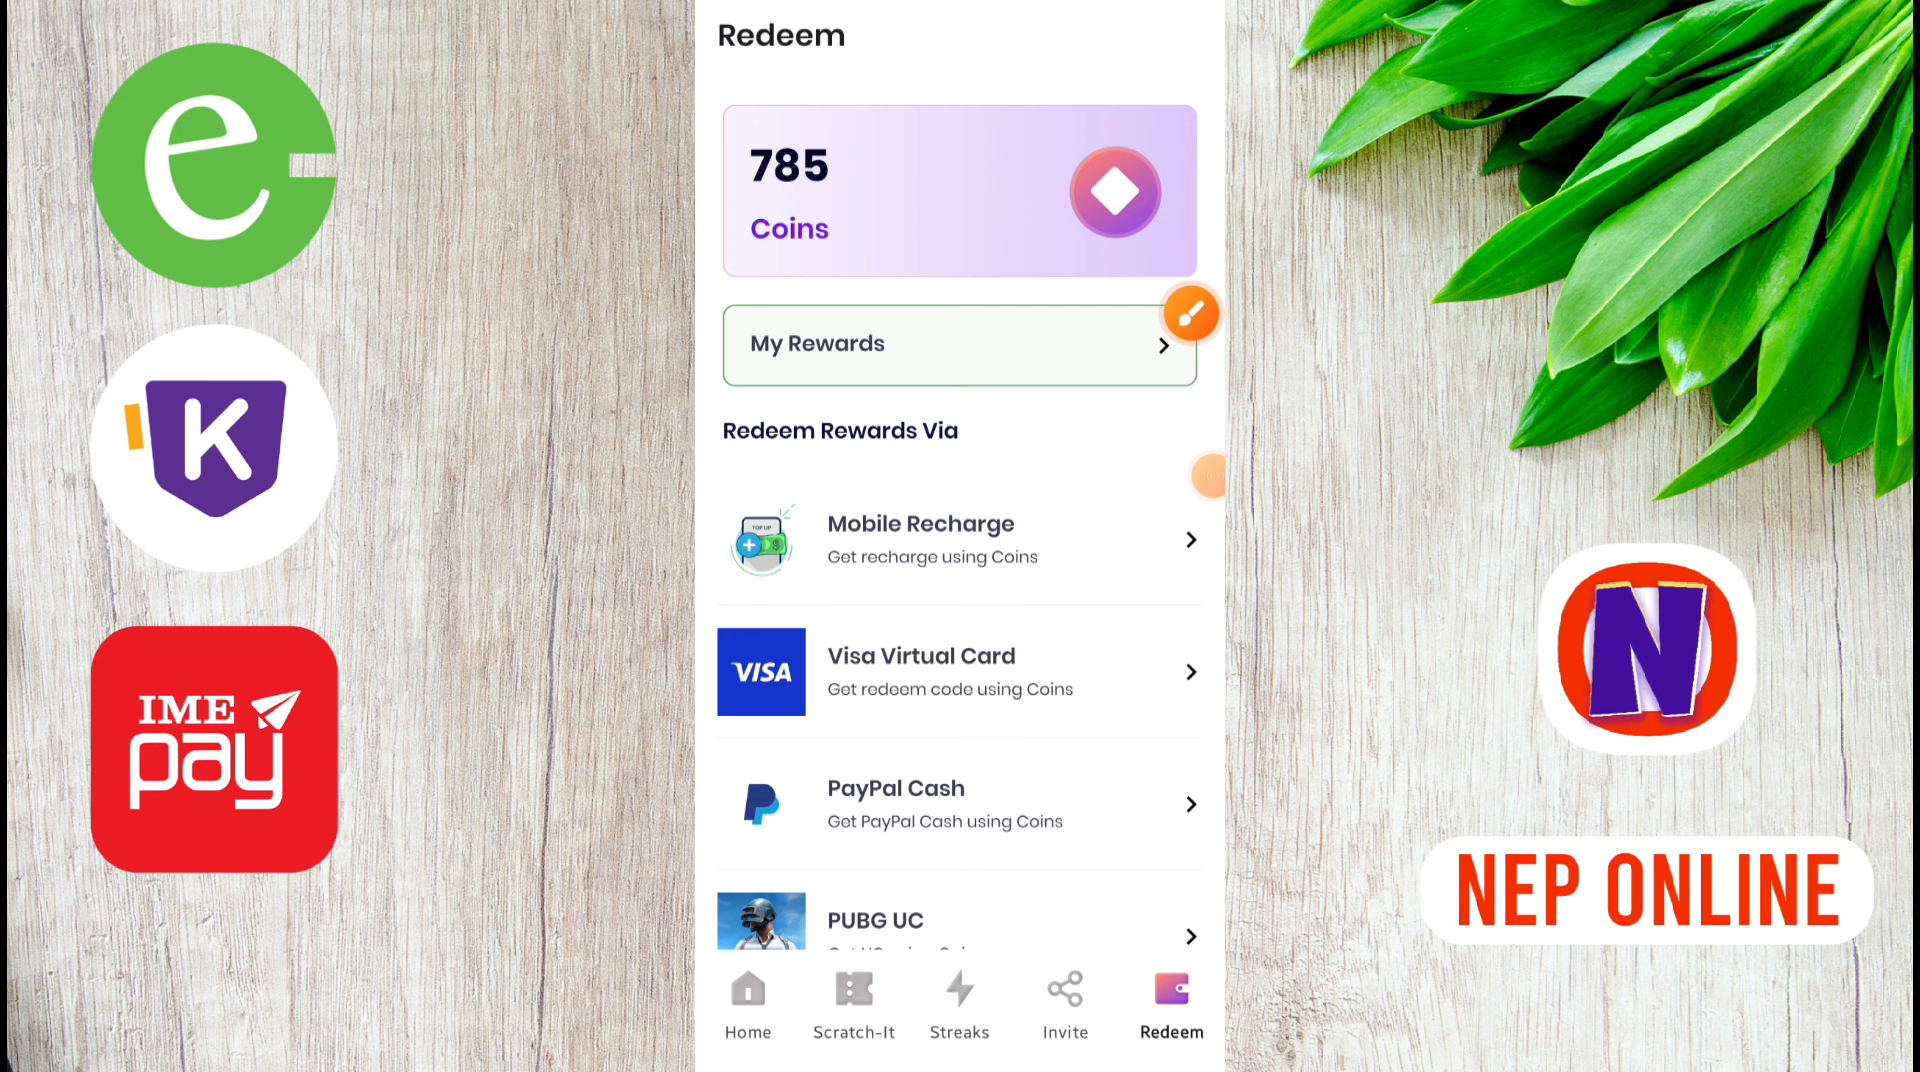 e
K
IME
pay
Redeem
785
Coins
My Rewards
Redeem Rewards Via
TOP UP
Mobile Recharge
Get recharge using Coins
VISA
Visa Virtual Card
Get redeem code using Coins
PayPal Cash
Get PayPal Cash using Coins
PUBG UC
Home
Scratch-It
Streaks
Invite
Redeem
N
NEP ONLINE